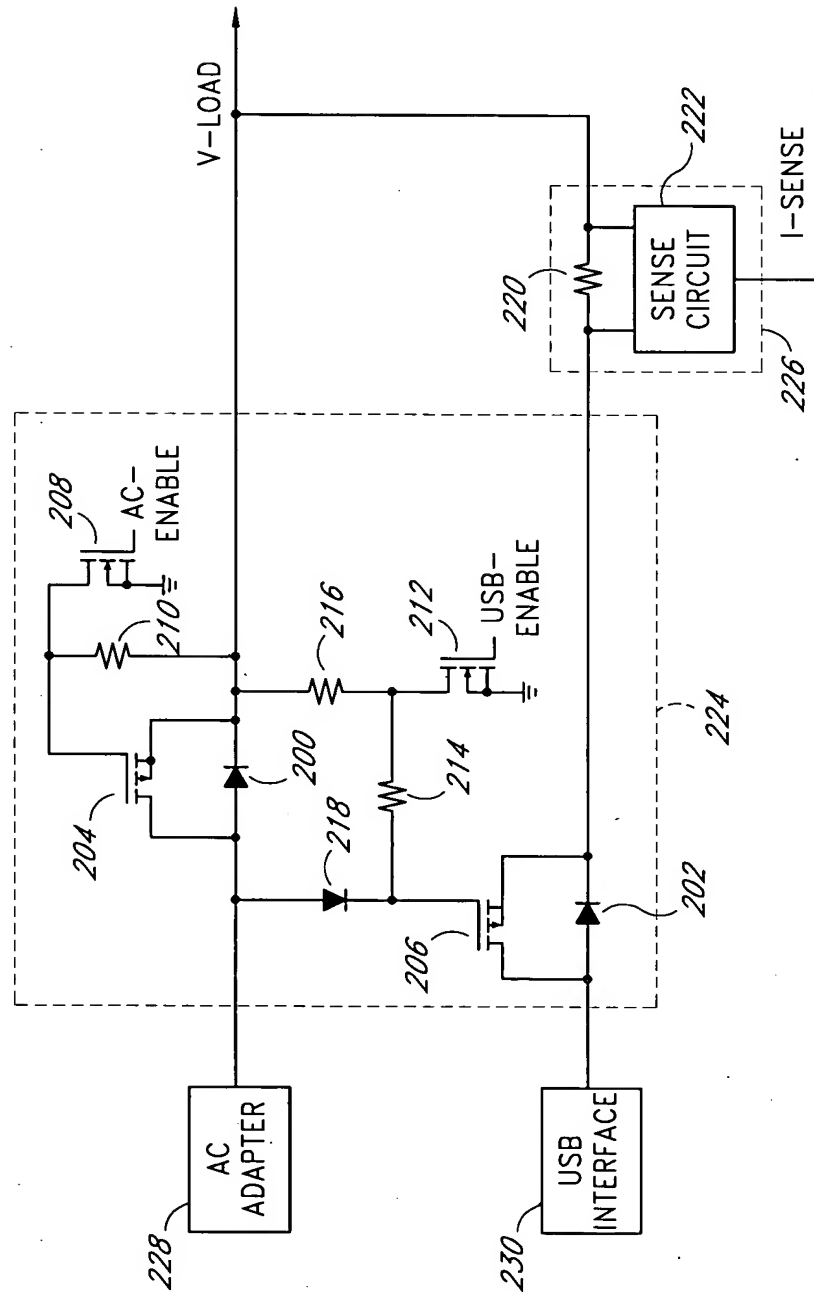 208
AC-
ENABLE
V-LOAD
210
204
200
216
218
212
USB-
ENABLE
214
206
202
224
220
SENSE
CIRCUIT
222
I-SENSE
226
AC
ADAPTER
228
USB
INTERFACE
230